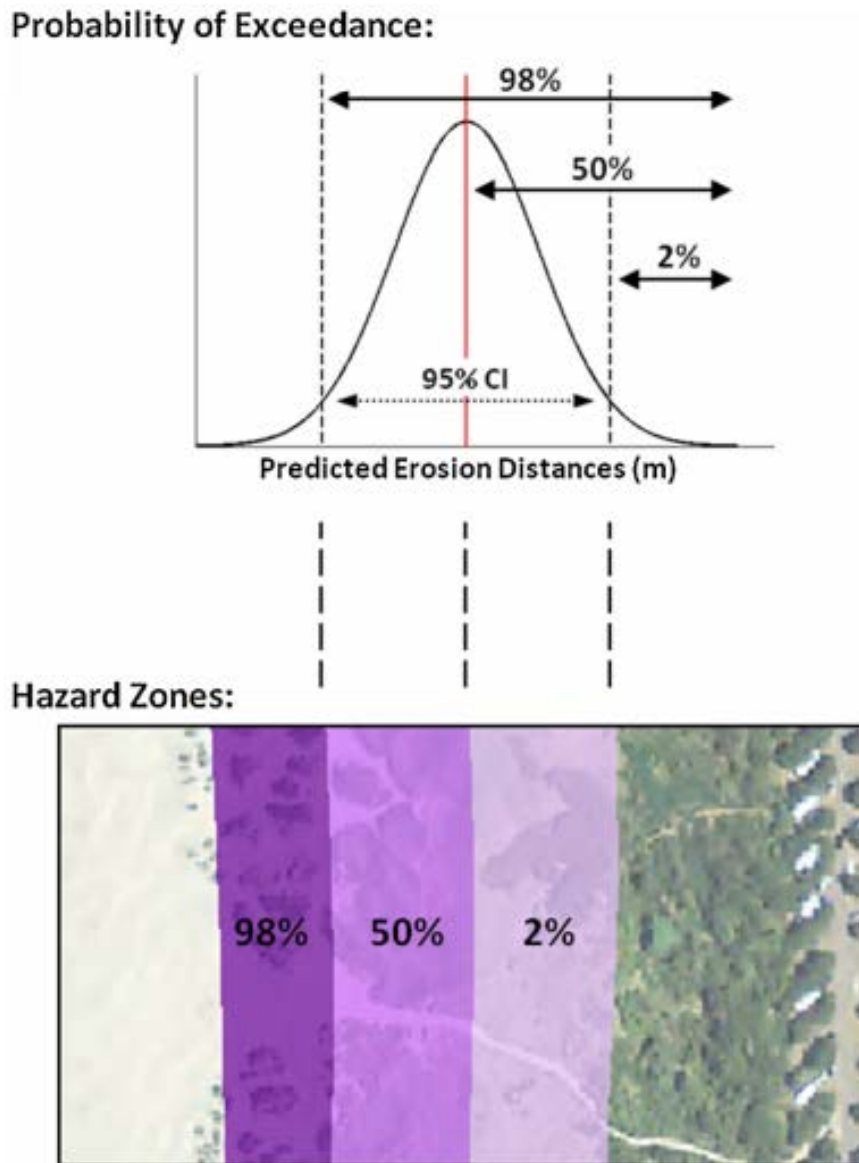 Probability of Exceedance:
98%
50%
2%
95% CI
Predicted Erosion Distances (m)
Hazard Zones:
98% 50% 2%